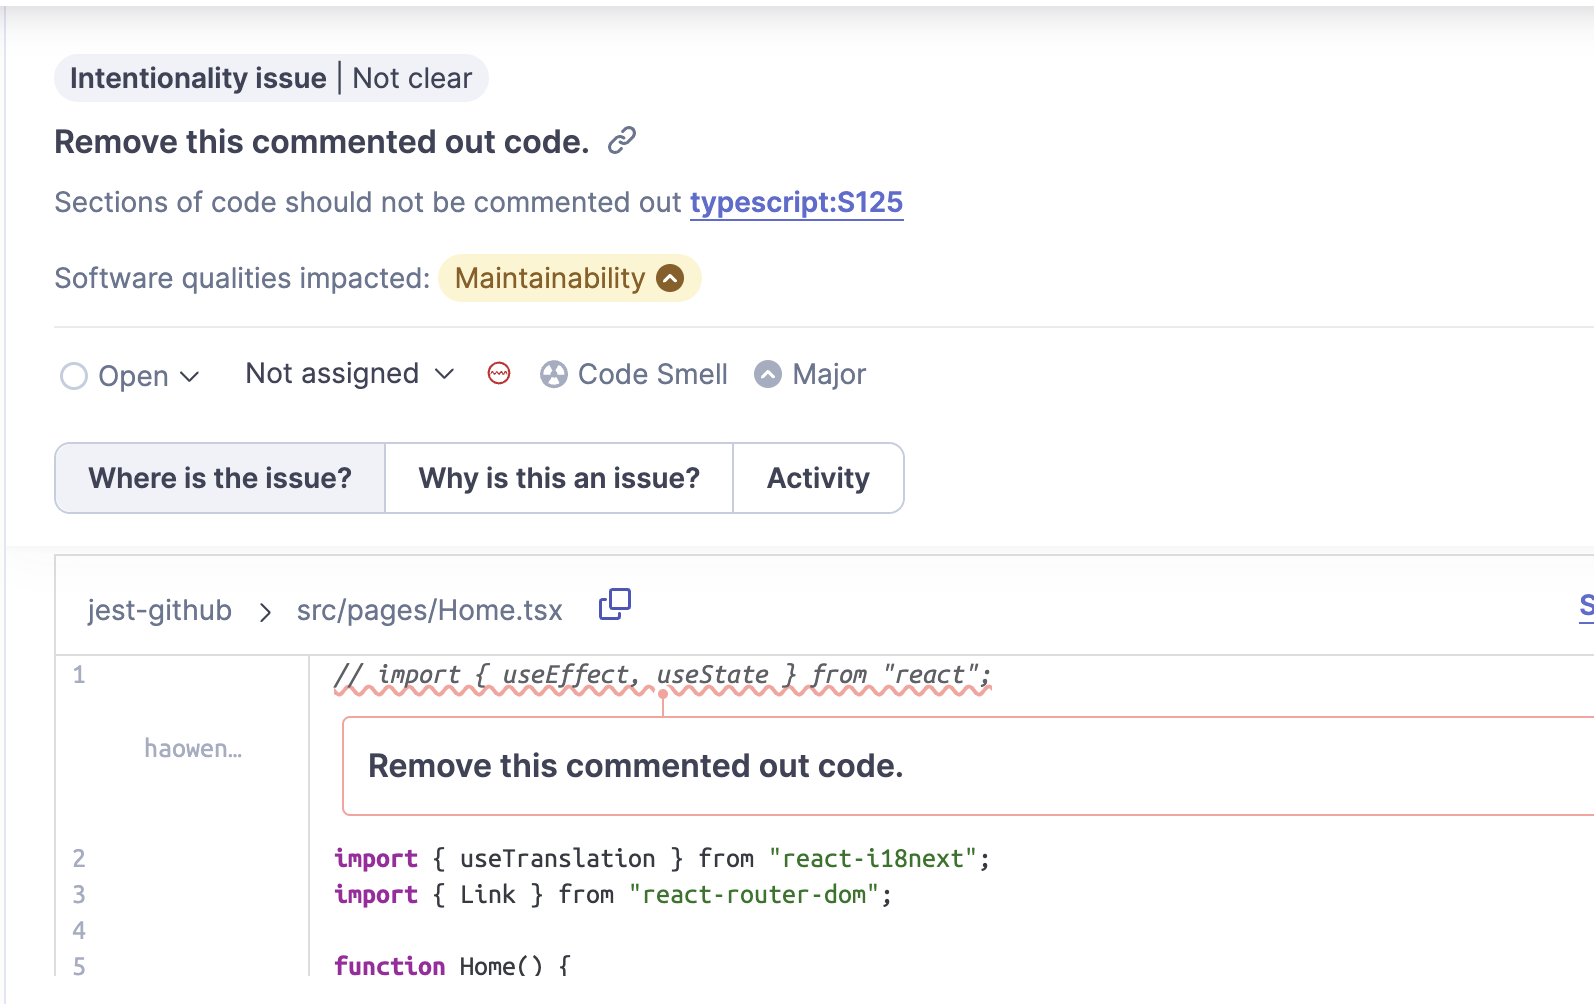 Intentionality issue | Not clear
Remove this commented out code.
Sections of code should not be commented out typescript:S125
Software qualities impacted: Maintainability
Open Not assigned Code Smell Major
Where is the issue? Why is this an issue? Activity
jest-github > src/pages/Home.tsx S
1 // import { useEffect, useState } from "react";
haowen…
Remove this commented out code.
2 import { useTranslation } from "react-i18next";
3 import { Link } from "react-router-dom";
4
5 function Home() {